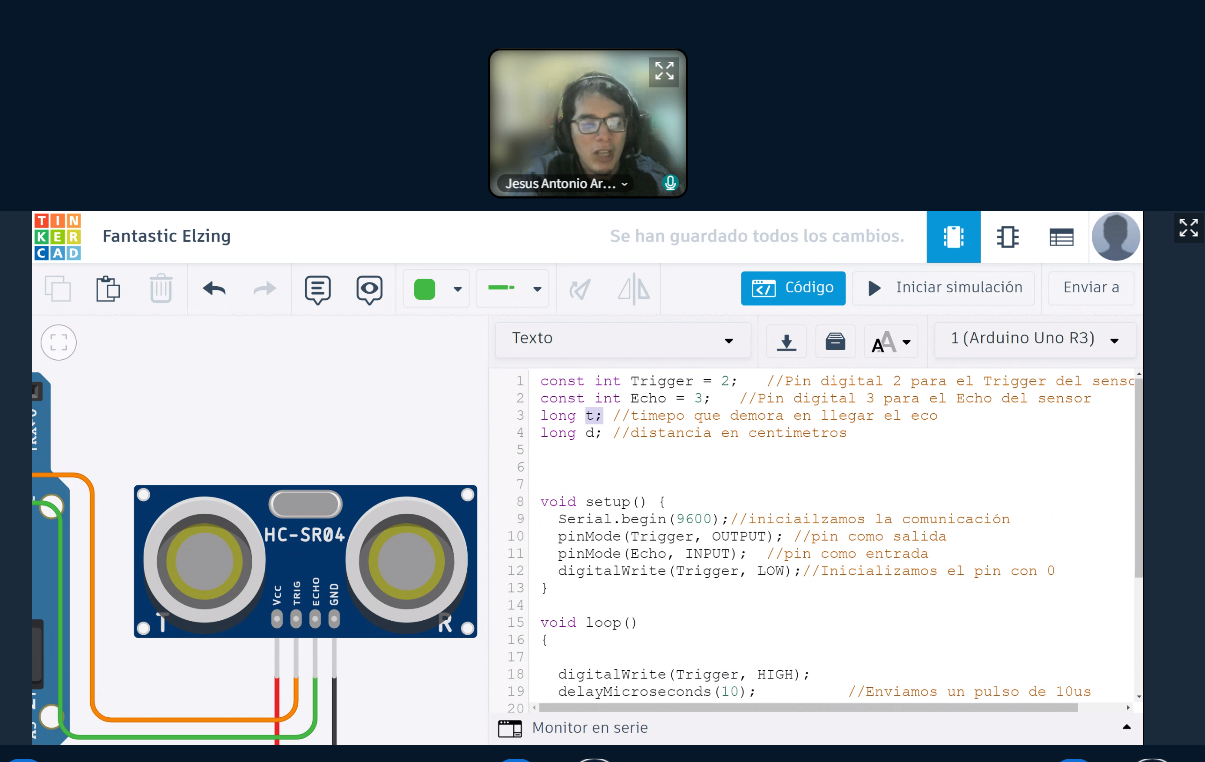 Jesus Antonio Ar...
TIN
KER
CAD
Fantastic Elzing
Se han guardado todos los cambios.
Código
Iniciar simulación
Enviar a
Texto
AA
1 (Arduino Uno R3)
1 const int Trigger = 2; //Pin digital 2 para el Trigger del senso
2 const int Echo = 3; //Pin digital 3 para el Echo del sensor
3 long t; //timepo que demora en llegar el eco
4 long d; //distancia en centimetros
5
6
7
8 void setup() {
9 Serial.begin(9600);//iniciailzamos la comunicación
10 pinMode(Trigger, OUTPUT); //pin como salida
11 pinMode(Echo, INPUT); //pin como entrada
12 digitalWrite(Trigger, LOW);//Inicializamos el pin con 0
13 }
14
15 void loop()
16 {
17
18 digitalWrite(Trigger, HIGH);
19 delayMicroseconds(10); //Enviamos un pulso de 10us
20
HC-SR04
Vcc
TRIG
ECHO
GND
T
R
Monitor en serie